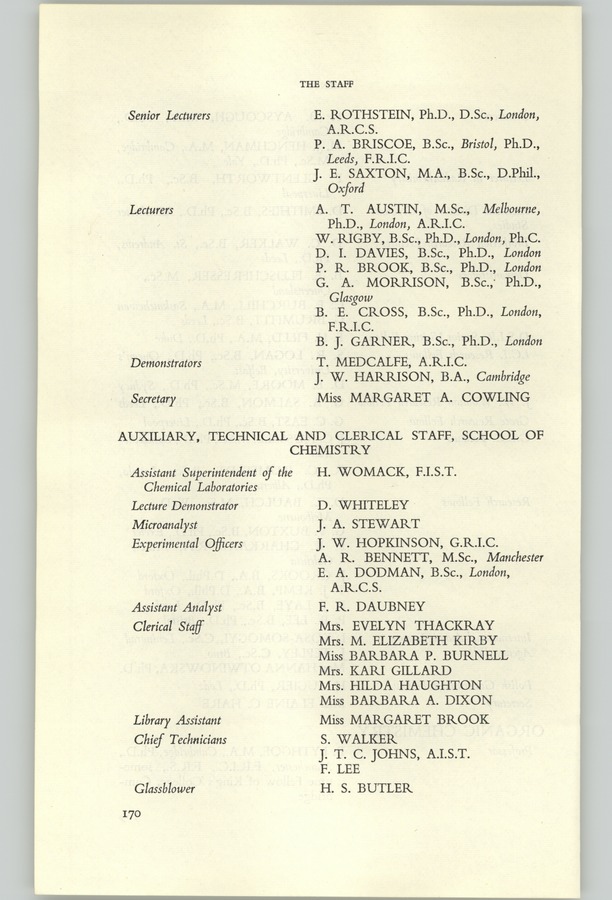 THE STAFF
Senior Lecturers E. ROTHSTEIN, Ph.D., D.Sc., London,
A.R.C.S.
P. A. BRISCOE, B.Sc., Bristol, Ph.D.,
Leeds, F.R.I.C.
J. E. SAXTON, M.A., B.Sc., D.Phil.,
Oxford
Lecturers A. T. AUSTIN, M.Sc., Melbourne,
Ph.D., London, A.R.I.C.
W. RIGBY, B.Sc., Ph.D., London, Ph.C.
D. I. DAVIES, B.Sc., Ph.D., London
P. R. BROOK, B.Sc., Ph.D., London
G. A. MORRISON, B.Sc., Ph.D.,
Glasgow
B. E. CROSS, B.Sc., Ph.D., London,
F.R.I.C.
B. J. GARNER, B.Sc., Ph.D., London
Demonstrators T. MEDCALFE, A.R.I.C.
J. W. HARRISON, B.A., Cambridge
Secretary Miss MARGARET A. COWLING
AUXILIARY, TECHNICAL AND CLERICAL STAFF, SCHOOL OF
CHEMISTRY
Assistant Superintendent of the H. WOMACK, F.I.S.T.
Chemical Laboratories
Lecture Demonstrator D. WHITELEY
Microanalyst J. A. STEWART
Experimental Officers J. W. HOPKINSON, G.R.I.C.
A. R. BENNETT, M.Sc., Manchester
E. A. DODMAN, B.Sc., London,
A.R.C.S.
Assistant Analyst F. R. DAUBNEY
Clerical Staff Mrs. EVELYN THACKRAY
Mrs. M. ELIZABETH KIRBY
Miss BARBARA P. BURNELL
Mrs. KARI GILLARD
Mrs. HILDA HAUGHTON
Miss BARBARA A. DIXON
Library Assistant Miss MARGARET BROOK
Chief Technicians S. WALKER
J. T. C. JOHNS, A.I.S.T.
F. LEE
Glassblower H. S. BUTLER
170